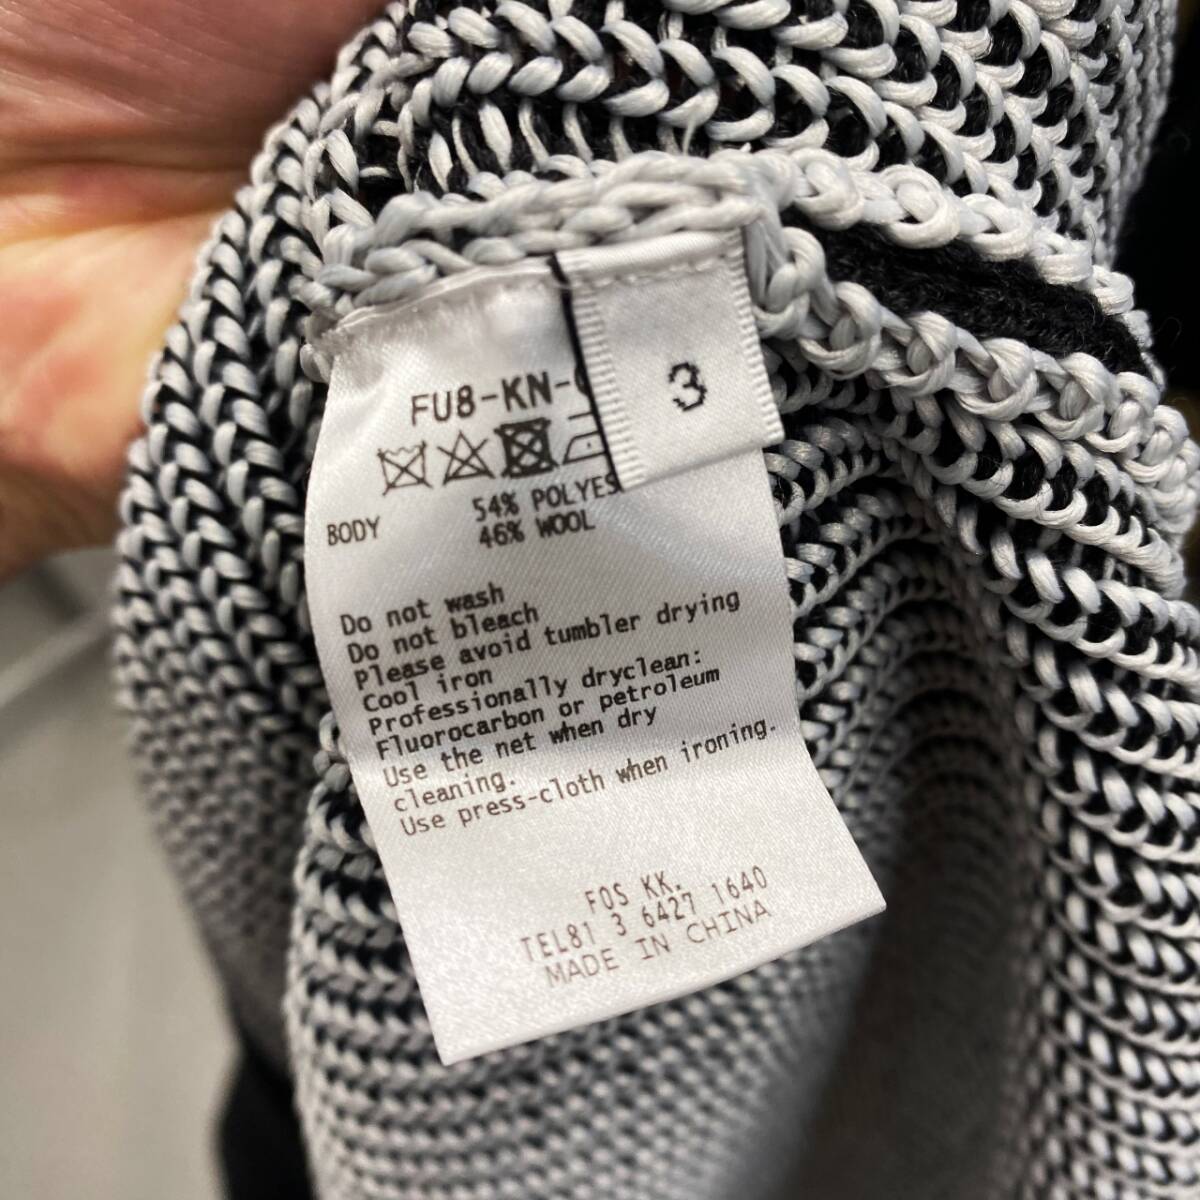 3
FU8-KN-
54% POLYES
BODY 46% WOOL
Do not wash
Do not bleach
Please avoid tumbler drying
Cool iron
Professionally dryclean:
Fluorocarbon or petroleum
Use the net when dry
cleaning.
Use press-cloth when ironing.
FOS KK.
TEL81 3 6427 1640
MADE IN CHINA